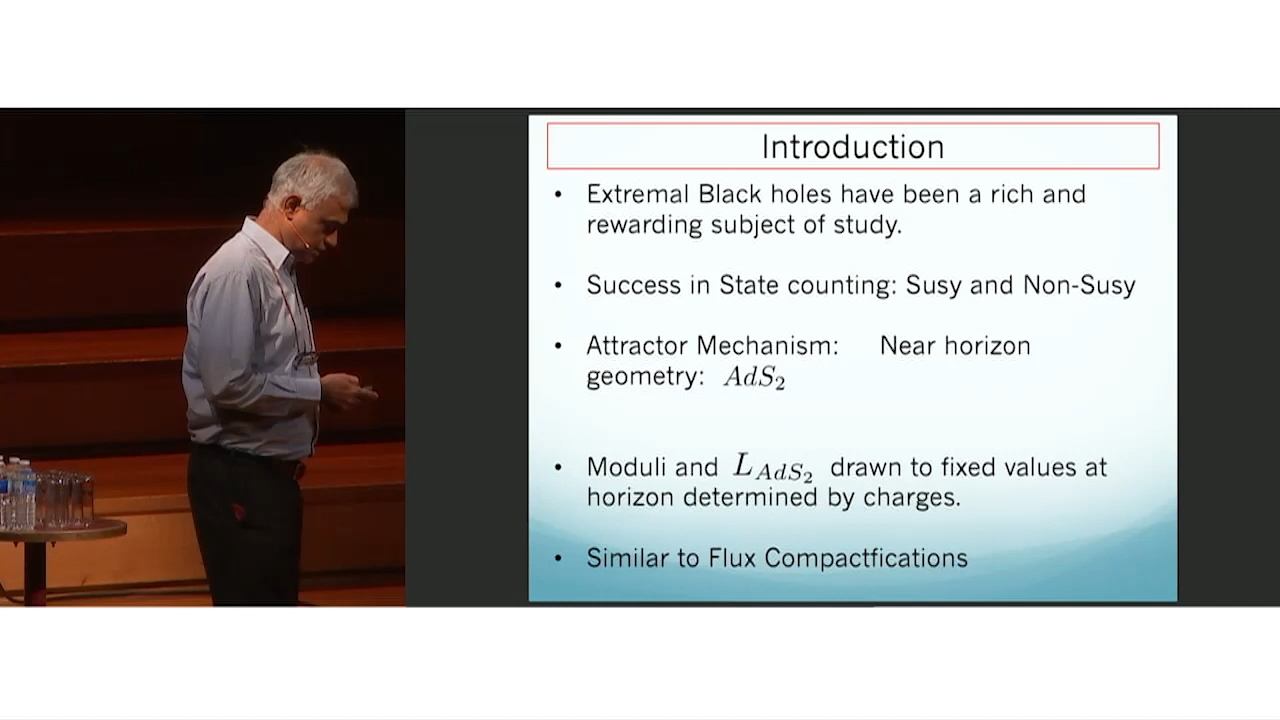 Introduction
• Extremal Black holes have been a rich and
rewarding subject of study.
• Success in State counting: Susy and Non-Susy
• Attractor Mechanism: Near horizon
geometry: AdS₂
• Moduli and L_{AdS₂} drawn to fixed values at
horizon determined by charges.
• Similar to Flux Compactfications